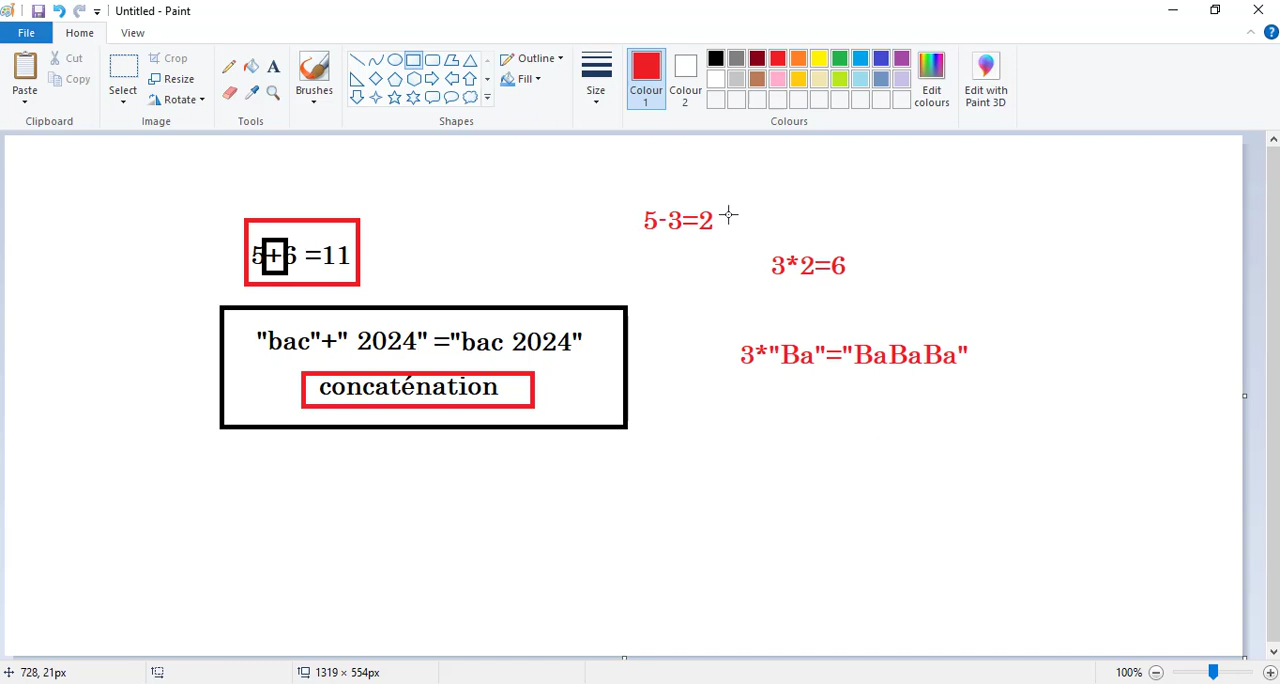 Untitled - Paint
File
Home
View
Paste
Cut
Copy
Clipboard
Select
Crop
Resize
Rotate
Image
A
Tools
Brushes
Outline
Fill
Shapes
Size
Colour 1
Colour 2
Edit colours
Colours
Edit with Paint 3D
5+6 =11
"bac"+" 2024" ="bac 2024"
concaténation
5-3=2
3*2=6
3*"Ba"="BaBaBa"
728, 21px
1319 × 554px
100%